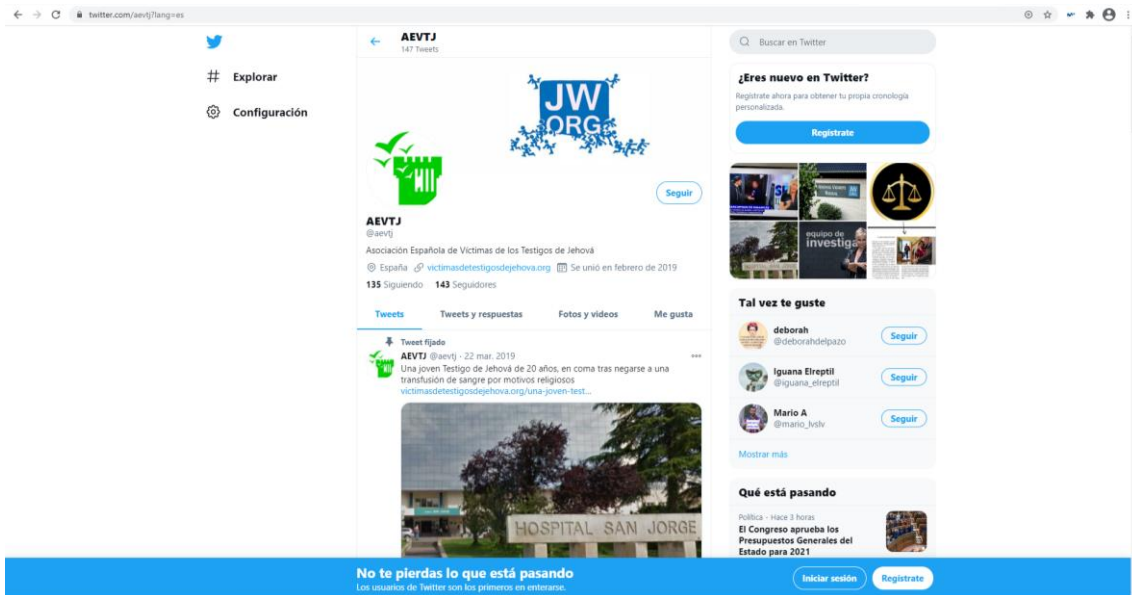 twitter.com/aevtj?lang=es
Explorar
Configuración
AEVTJ
147 Tweets
JW
ORG
Seguir
AEVTJ
@aevtj
Asociación Española de Víctimas de los Testigos de Jehová
España victimasdetestigosdejehova.org Se unió en febrero de 2019
135 Siguiendo 143 Seguidores
Tweets Tweets y respuestas Fotos y videos Me gusta
Tweet fijado
AEVTJ @aevtj · 22 mar. 2019
Una joven Testigo de Jehová de 20 años, en coma tras negarse a una
transfusión de sangre por motivos religiosos
victimasdetestigosdejehova.org/una-joven-test...
HOSPITAL SAN JORGE
Buscar en Twitter
¿Eres nuevo en Twitter?
Regístrate ahora para obtener tu propia cronología
personalizada.
Regístrate
equipo de
investiga
Tal vez te guste
deborah
@deborahdelpazo
Seguir
Iguana Elreptil
@iguana_elreptil
Seguir
Mario A
@mario_lvslv
Seguir
Mostrar más
Qué está pasando
Política · Hace 3 horas
El Congreso aprueba los
Presupuestos Generales del
Estado para 2021
No te pierdas lo que está pasando
Los usuarios de Twitter son los primeros en enterarse.
Iniciar sesión
Regístrate